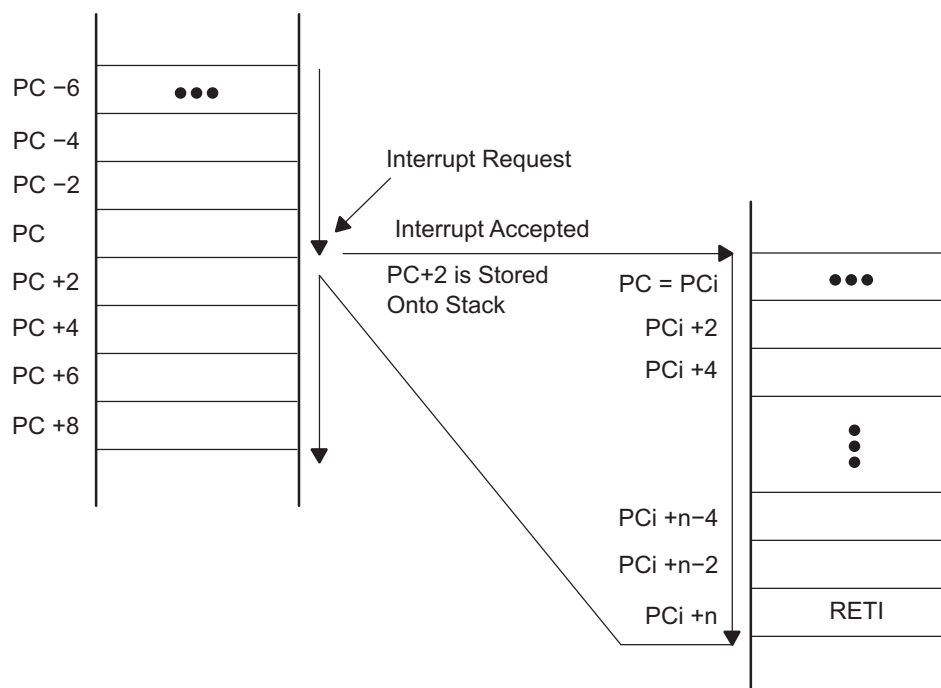 PC −6
PC −4
PC −2
PC
PC +2
PC +4
PC +6
PC +8
Interrupt Request
Interrupt Accepted
PC+2 is Stored
Onto Stack
PC = PCi
PCi +2
PCi +4
PCi +n−4
PCi +n−2
PCi +n
RETI